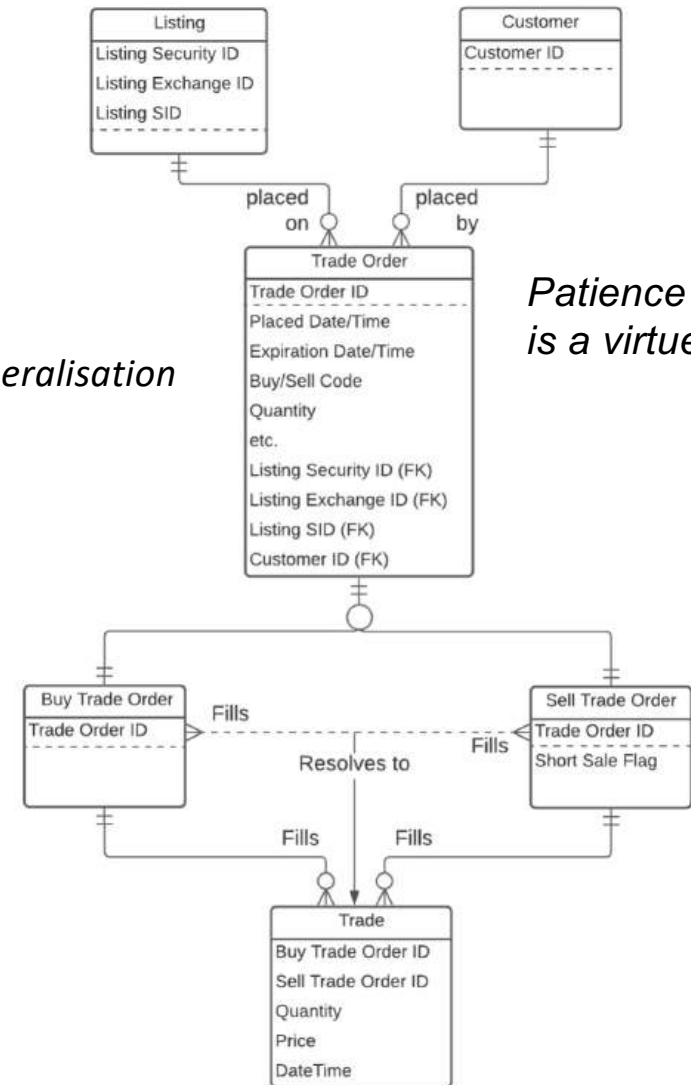 Listing
Listing Security ID
Listing Exchange ID
Listing SID
Customer
Customer ID
placed
on
placed
by
Trade Order
Trade Order ID
Placed Date/Time
Expiration Date/Time
Buy/Sell Code
Quantity
etc.
Listing Security ID (FK)
Listing Exchange ID (FK)
Listing SID (FK)
Customer ID (FK)
eralisation
Patience
is a virtue
Buy Trade Order
Trade Order ID
Fills
Resolves to
Fills
Sell Trade Order
Trade Order ID
Short Sale Flag
Fills
Fills
Trade
Buy Trade Order ID
Sell Trade Order ID
Quantity
Price
DateTime